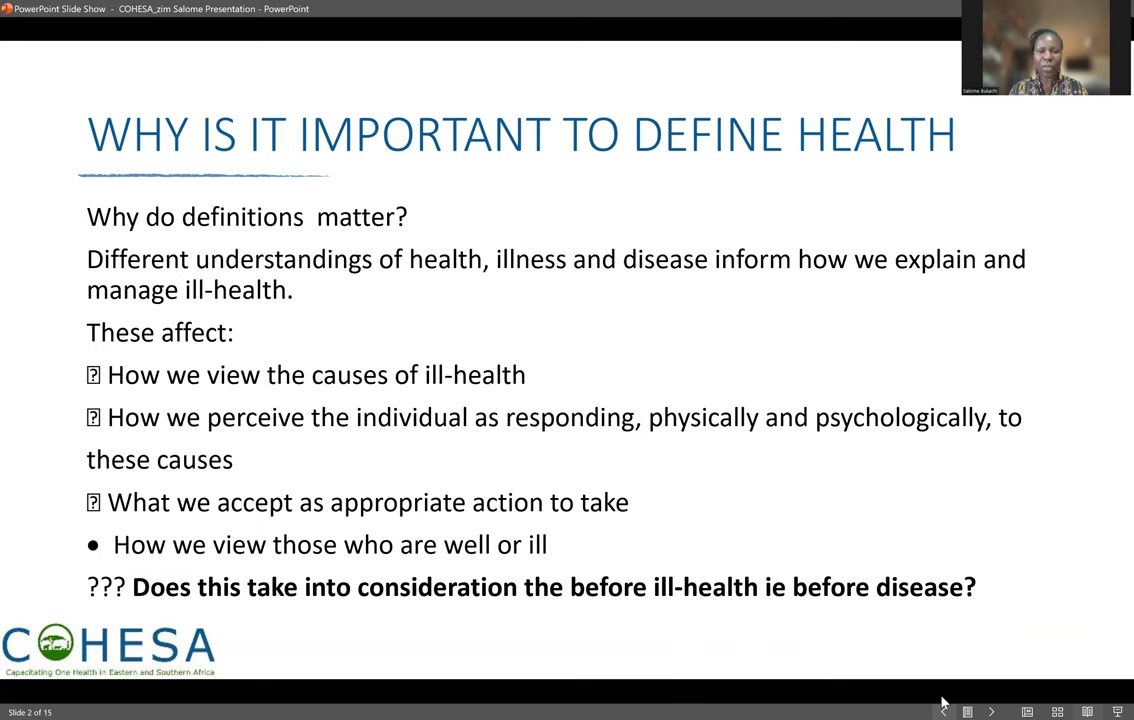 PowerPoint Slide Show - COHESA_zim Salome Presentation - PowerPoint
Salome Bukachi
WHY IS IT IMPORTANT TO DEFINE HEALTH
Why do definitions  matter?
Different understandings of health, illness and disease inform how we explain and
manage ill-health.
These affect:
⍰ How we view the causes of ill-health
⍰ How we perceive the individual as responding, physically and psychologically, to
these causes
⍰ What we accept as appropriate action to take
• How we view those who are well or ill
??? Does this take into consideration the before ill-health ie before disease?
COHESA
Capacitating One Health in Eastern and Southern Africa
Slide 2 of 15